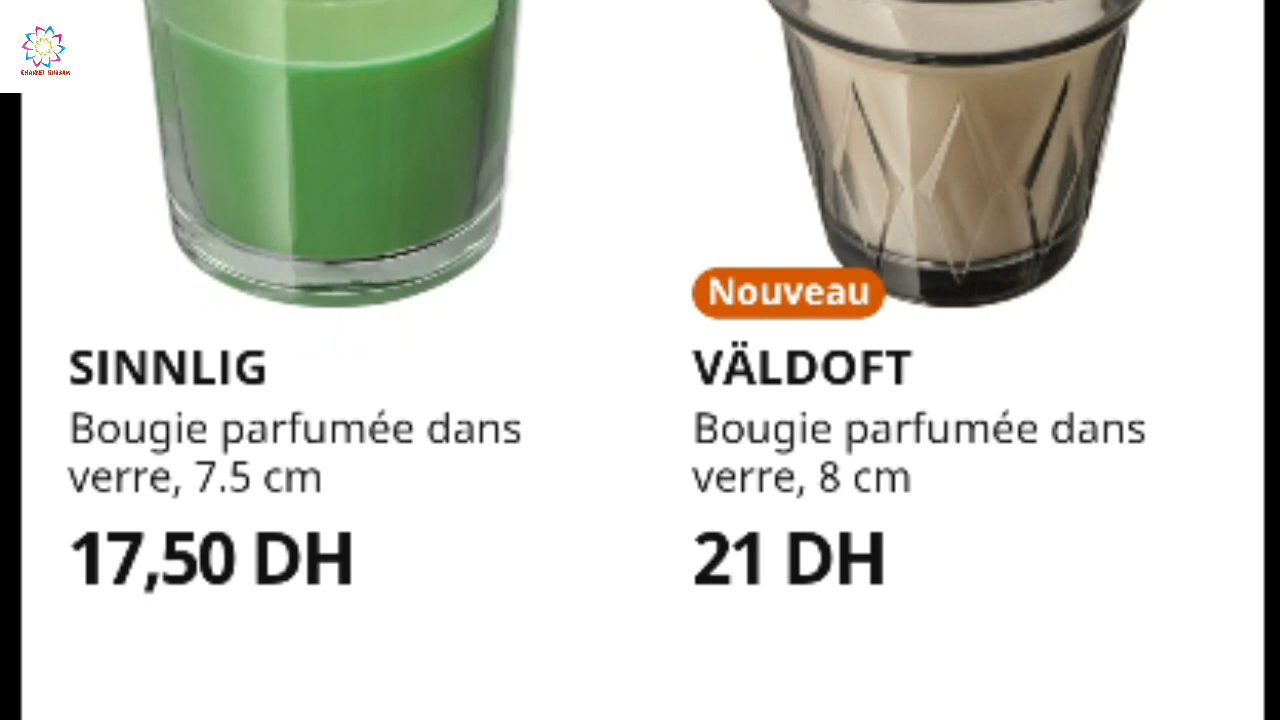 SINNLIG
Bougie parfumée dans
verre, 7.5 cm
17,50 DH
Nouveau
VÄLDOFT
Bougie parfumée dans
verre, 8 cm
21 DH